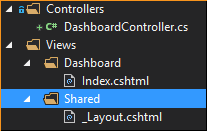 Controllers
DashboardController.cs
Views
Dashboard
Index.cshtml
Shared
_Layout.cshtml